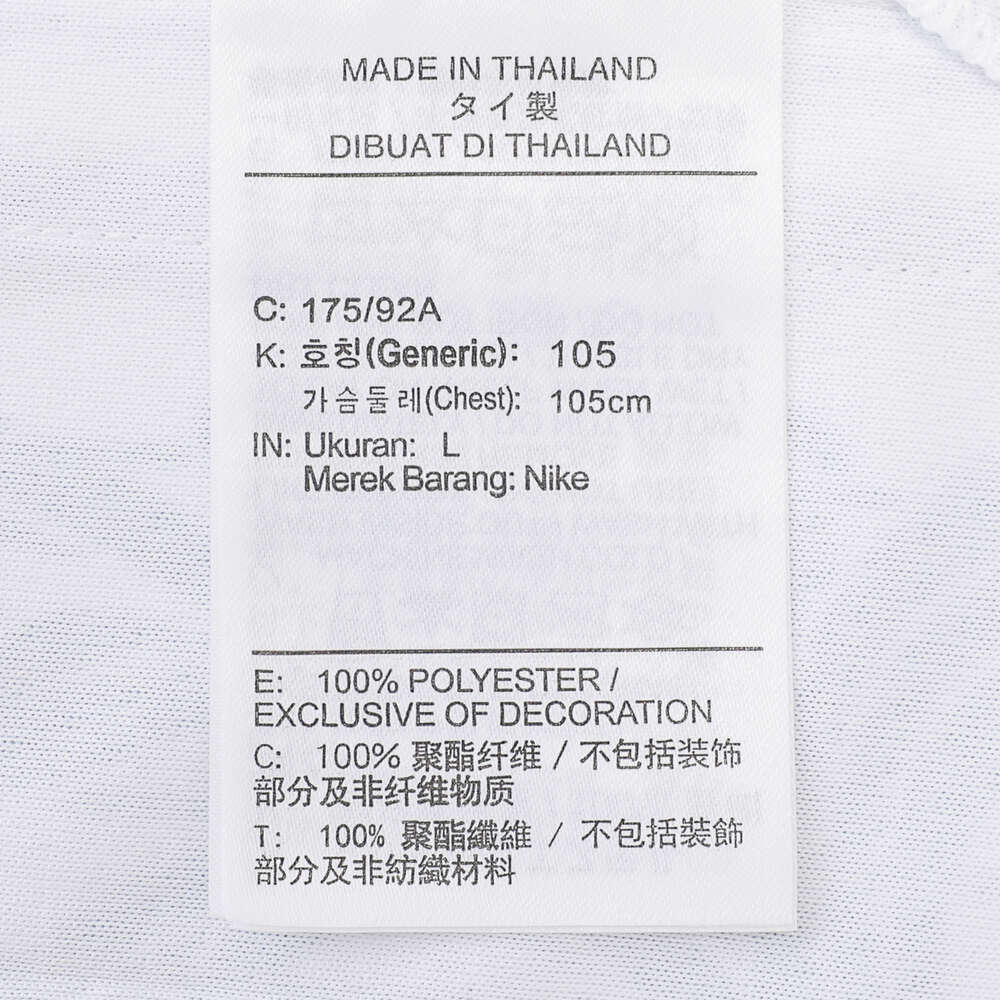 MADE IN THAILAND
タイ製
DIBUAT DI THAILAND
C: 175/92A
K: 호칭(Generic): 105
가슴둘레(Chest): 105cm
IN: Ukuran: L
Merek Barang: Nike
E: 100% POLYESTER /
EXCLUSIVE OF DECORATION
C: 100% 聚酯纤维 / 不包括装饰
部分及非纤维物质
T: 100% 聚酯纖維 / 不包括裝飾
部分及非紡織材料